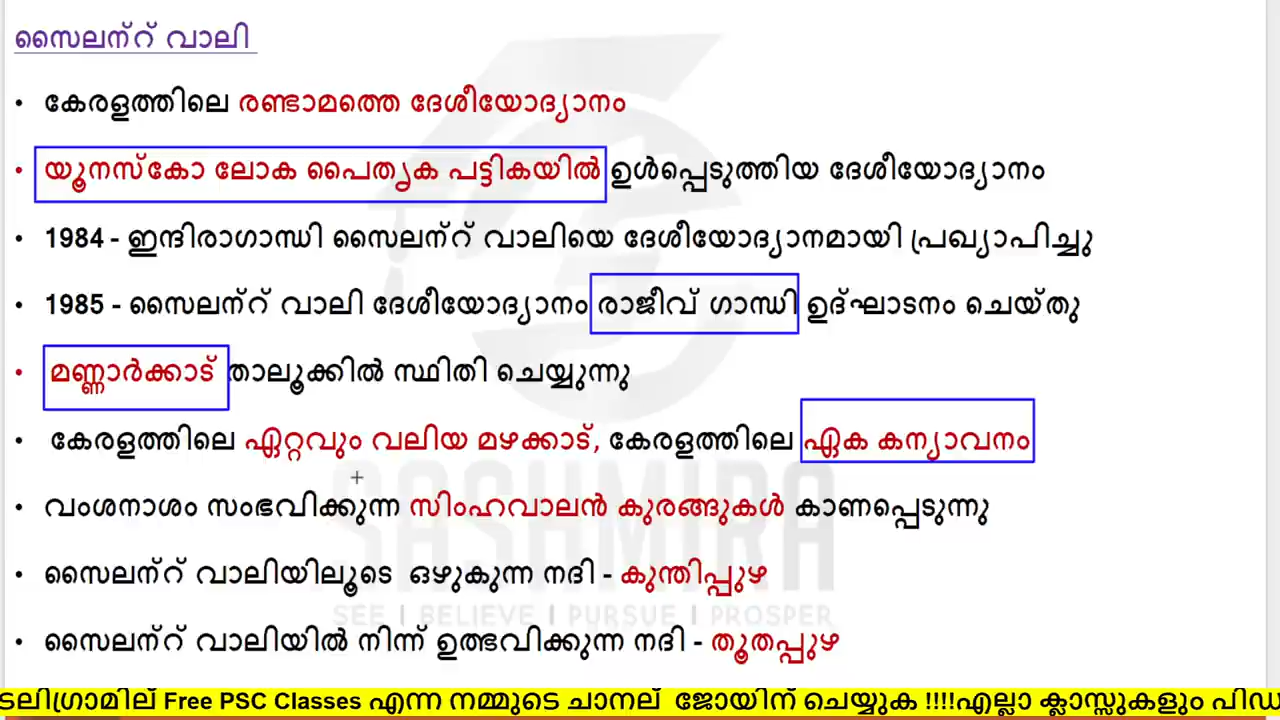 സൈലന്റ് വാലി
• കേരളത്തിലെ രണ്ടാമത്തെ ദേശീയോദ്യാനം
• യൂനസ്കോ ലോക പൈതൃക പട്ടികയിൽ ഉൾപ്പെടുത്തിയ ദേശീയോദ്യാനം
• 1984 - ഇന്ദിരാഗാന്ധി സൈലന്റ് വാലിയെ ദേശീയോദ്യാനമായി പ്രഖ്യാപിച്ചു
• 1985 - സൈലന്റ് വാലി ദേശീയോദ്യാനം രാജീവ് ഗാന്ധി ഉദ്ഘാടനം ചെയ്തു
• മണ്ണാർക്കാട് താലൂക്കിൽ സ്ഥിതി ചെയ്യുന്നു
• കേരളത്തിലെ ഏറ്റവും വലിയ മഴക്കാട്, കേരളത്തിലെ ഏക കന്യാവനം
• വംശനാശം സംഭവിക്കുന്ന സിംഹവാലൻ കുരങ്ങുകൾ കാണപ്പെടുന്നു
• സൈലന്റ് വാലിയിലൂടെ ഒഴുകുന്ന നദി - കുന്തിപ്പുഴ
SASHMIRA
SEE | BELIEVE | PURSUE | PROSPER
• സൈലന്റ് വാലിയിൽ നിന്ന് ഉത്ഭവിക്കുന്ന നദി - തൂതപ്പുഴ
ടലിഗ്രാമില് Free PSC Classes എന്ന നമ്മുടെ ചാനല് ജോയിന് ചെയ്യുക !!!!എല്ലാ ക്ലാസ്സുകളും പിഡ